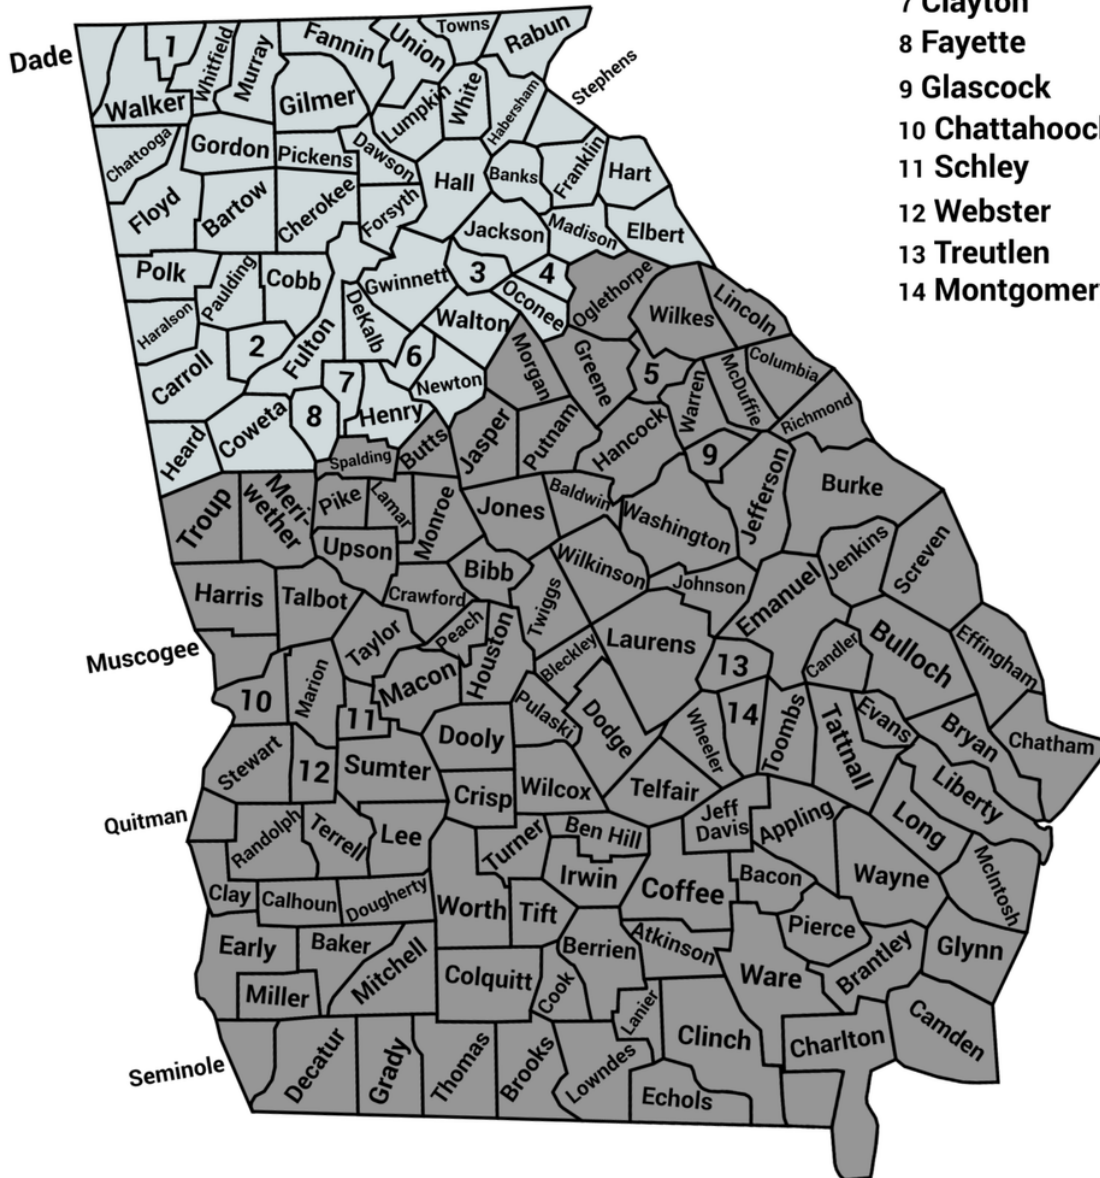 7 Clayton
8 Fayette
9 Glascock
10 Chattahooch
11 Schley
12 Webster
13 Treutlen
14 Montgomer
Dade
1
Whitfield
Murray
Fannin
Union
Towns
Rabun
Stephens
Walker
Gilmer
Lumpkin
White
Habersham
Chattooga
Gordon
Pickens
Dawson
Hall
Banks
Franklin
Hart
Floyd
Bartow
Cherokee
Forsyth
Jackson
Madison
Elbert
Polk
Paulding
Cobb
Gwinnett
3
4
Oglethorpe
Haralson
2
Fulton
DeKalb
Walton
Oconee
Wilkes
Lincoln
Carroll
6
7
Newton
Morgan
Greene
5
Warren
McDuffie
Columbia
Heard
Coweta
8
Henry
Spalding
Butts
Jasper
Putnam
Hancock
9
Richmond
Troup
Meri-
wether
Pike
Lamar
Monroe
Jones
Baldwin
Washington
Jefferson
Burke
Upson
Bibb
Wilkinson
Johnson
Emanuel
Jenkins
Screven
Harris
Talbot
Crawford
Peach
Twiggs
Muscogee
Taylor
Houston
Bleckley
Laurens
13
Candler
Bulloch
Effingham
10
Marion
11
Macon
Pulaski
Dodge
Wheeler
14
Toombs
Tattnall
Evans
Bryan
Chatham
Stewart
12
Sumter
Dooly
Wilcox
Telfair
Liberty
Quitman
Crisp
Jeff
Davis
Appling
Long
Randolph
Terrell
Lee
Turner
Ben Hill
McIntosh
Clay
Calhoun
Dougherty
Worth
Tift
Irwin
Coffee
Bacon
Wayne
Early
Baker
Mitchell
Berrien
Atkinson
Pierce
Brantley
Glynn
Miller
Colquitt
Cook
Lanier
Ware
Camden
Seminole
Decatur
Grady
Thomas
Brooks
Lowndes
Clinch
Charlton
Echols